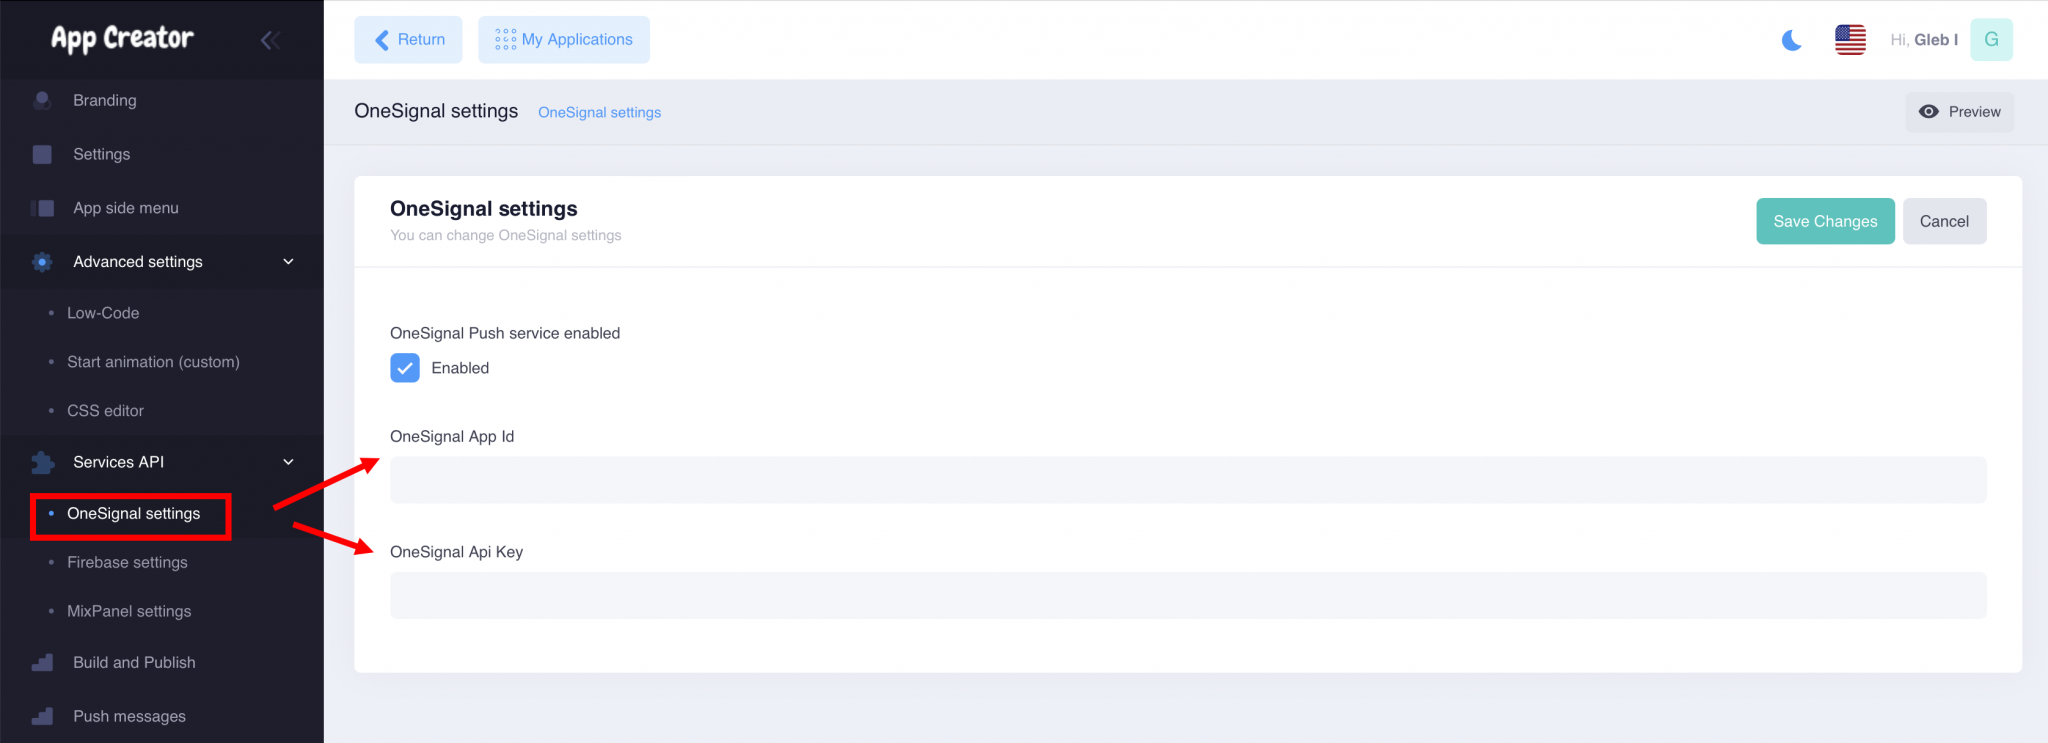 App Creator
Branding
Settings
App side menu
Advanced settings
Low-Code
Start animation (custom)
CSS editor
Services API
OneSignal settings
Firebase settings
MixPanel settings
Build and Publish
Push messages
Return
My Applications
Hi, Gleb I
G
OneSignal settings OneSignal settings
Preview
OneSignal settings
You can change OneSignal settings
Save Changes
Cancel
OneSignal Push service enabled
Enabled
OneSignal App Id
OneSignal Api Key